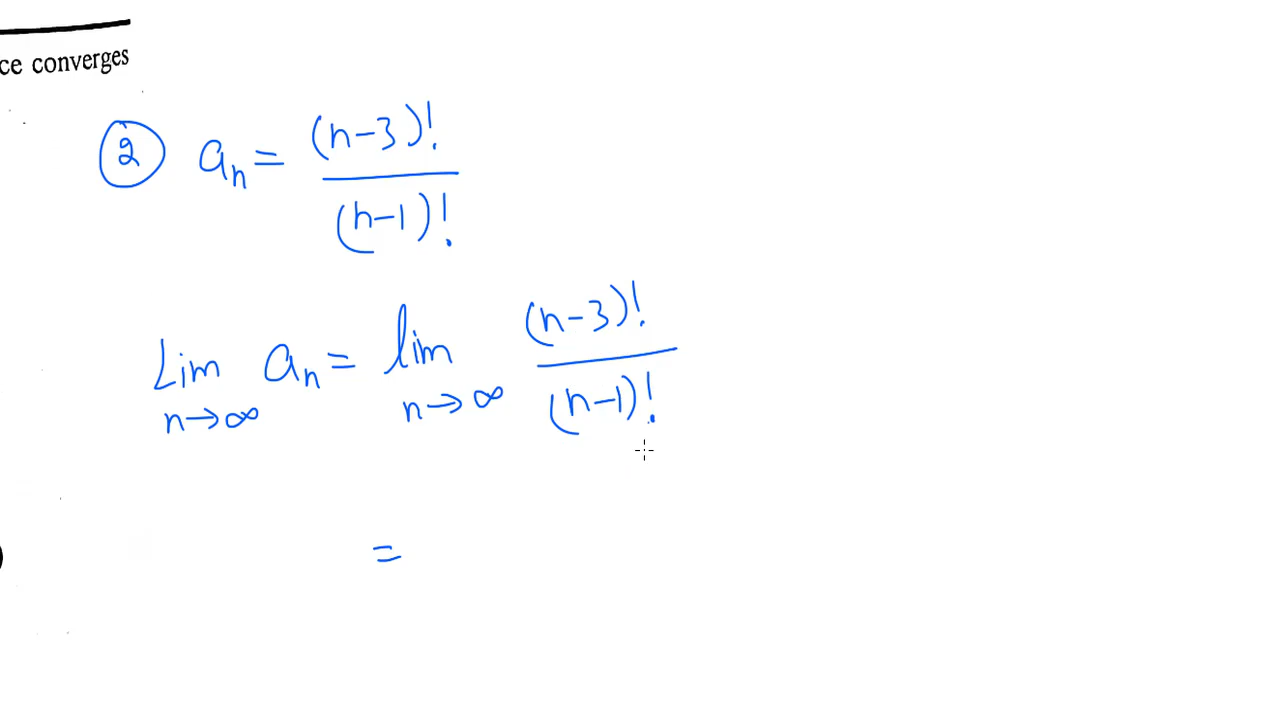 ce converges
② aₙ = (n-3)! / (n-1)!
Lim n→∞ aₙ = lim n→∞ (n-3)! / (n-1)!
=